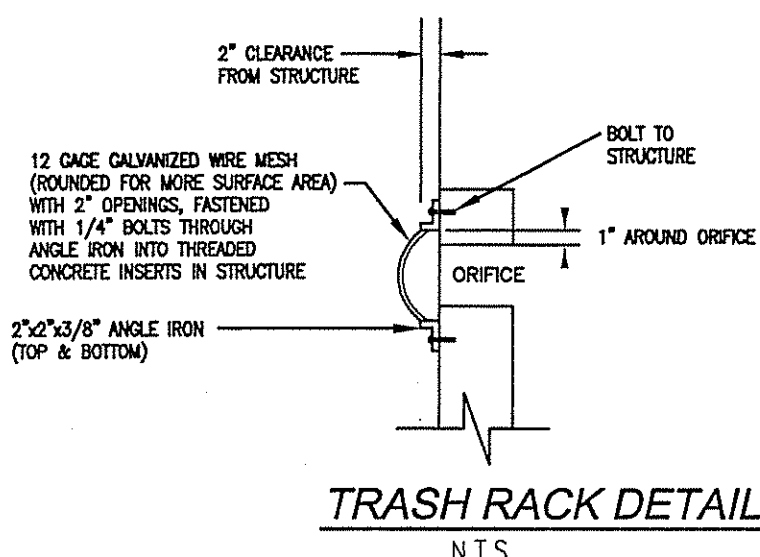 2" CLEARANCE
FROM STRUCTURE
BOLT TO
STRUCTURE
12 GAGE GALVANIZED WIRE MESH
(ROUNDED FOR MORE SURFACE AREA)
WITH 2" OPENINGS, FASTENED
WITH 1/4" BOLTS THROUGH
ANGLE IRON INTO THREADED
CONCRETE INSERTS IN STRUCTURE
1" AROUND ORIFICE
ORIFICE
2"x2"x3/8" ANGLE IRON
(TOP & BOTTOM)
TRASH RACK DETAIL
N.T.S.